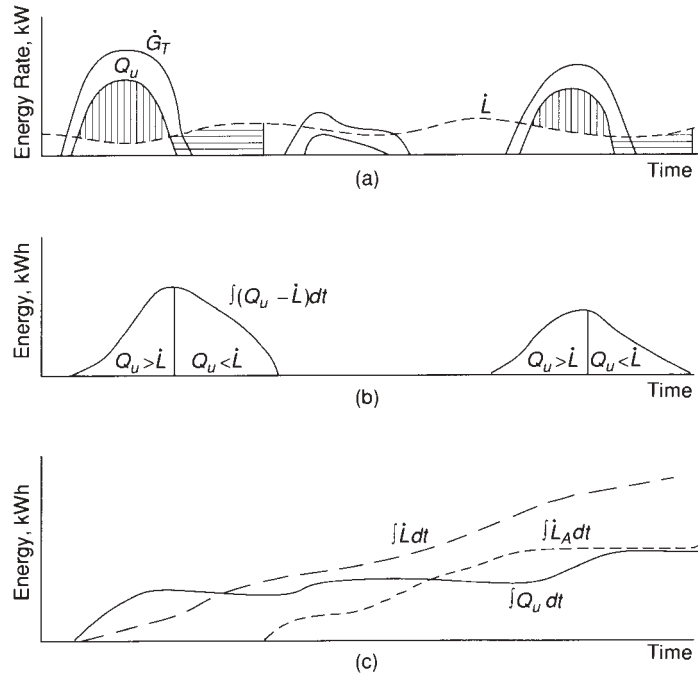 Energy Rate, kW
Ġ_T
Q_u
L̇
Time
(a)
Energy, kWh
∫(Q_u − L̇)dt
Q_u > L̇
Q_u < L̇
Q_u > L̇
Q_u < L̇
Time
(b)
Energy, kWh
∫L̇dt
∫L̇_A dt
∫Q_u dt
Time
(c)